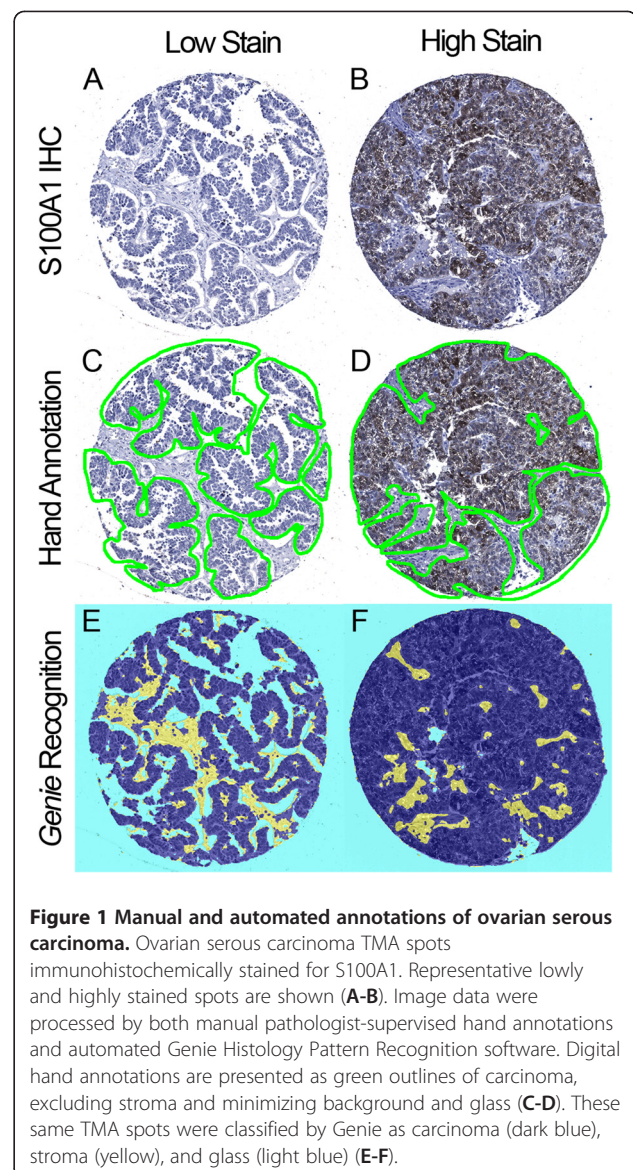 Low Stain High Stain
A B
S100A1 IHC
C D
Hand Annotation
E F
Genie Recognition
Figure 1 Manual and automated annotations of ovarian serous
carcinoma. Ovarian serous carcinoma TMA spots
immunohistochemically stained for S100A1. Representative lowly
and highly stained spots are shown (A-B). Image data were
processed by both manual pathologist-supervised hand annotations
and automated Genie Histology Pattern Recognition software. Digital
hand annotations are presented as green outlines of carcinoma,
excluding stroma and minimizing background and glass (C-D). These
same TMA spots were classified by Genie as carcinoma (dark blue),
stroma (yellow), and glass (light blue) (E-F).